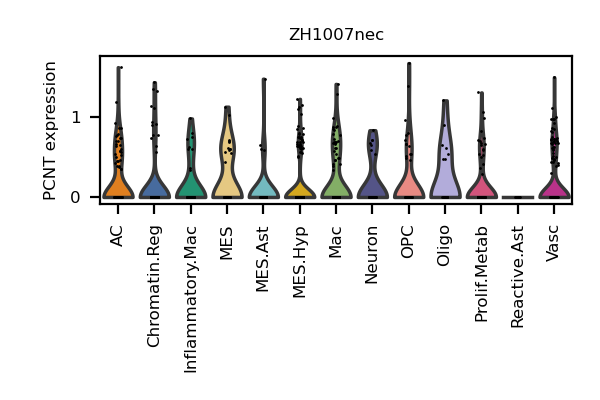 ZH1007nec
PCNT expression
1
0
AC
Chromatin.Reg
Inflammatory.Mac
MES
MES.Ast
MES.Hyp
Mac
Neuron
OPC
Oligo
Prolif.Metab
Reactive.Ast
Vasc